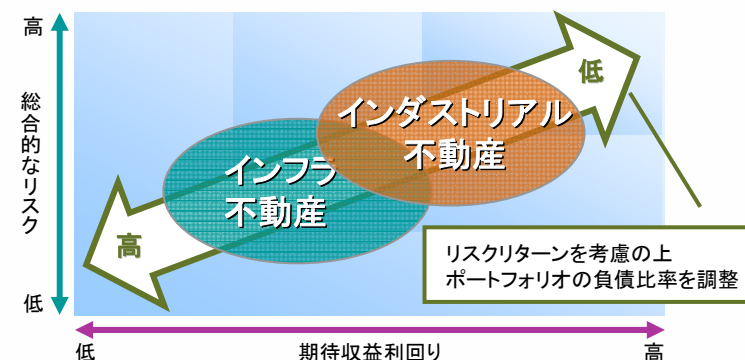 高
総合的なリスク
低
低
インダストリアル
不動産
インフラ
不動産
高
リスクリターンを考慮の上
ポートフォリオの負債比率を調整
低
期待収益利回り
高